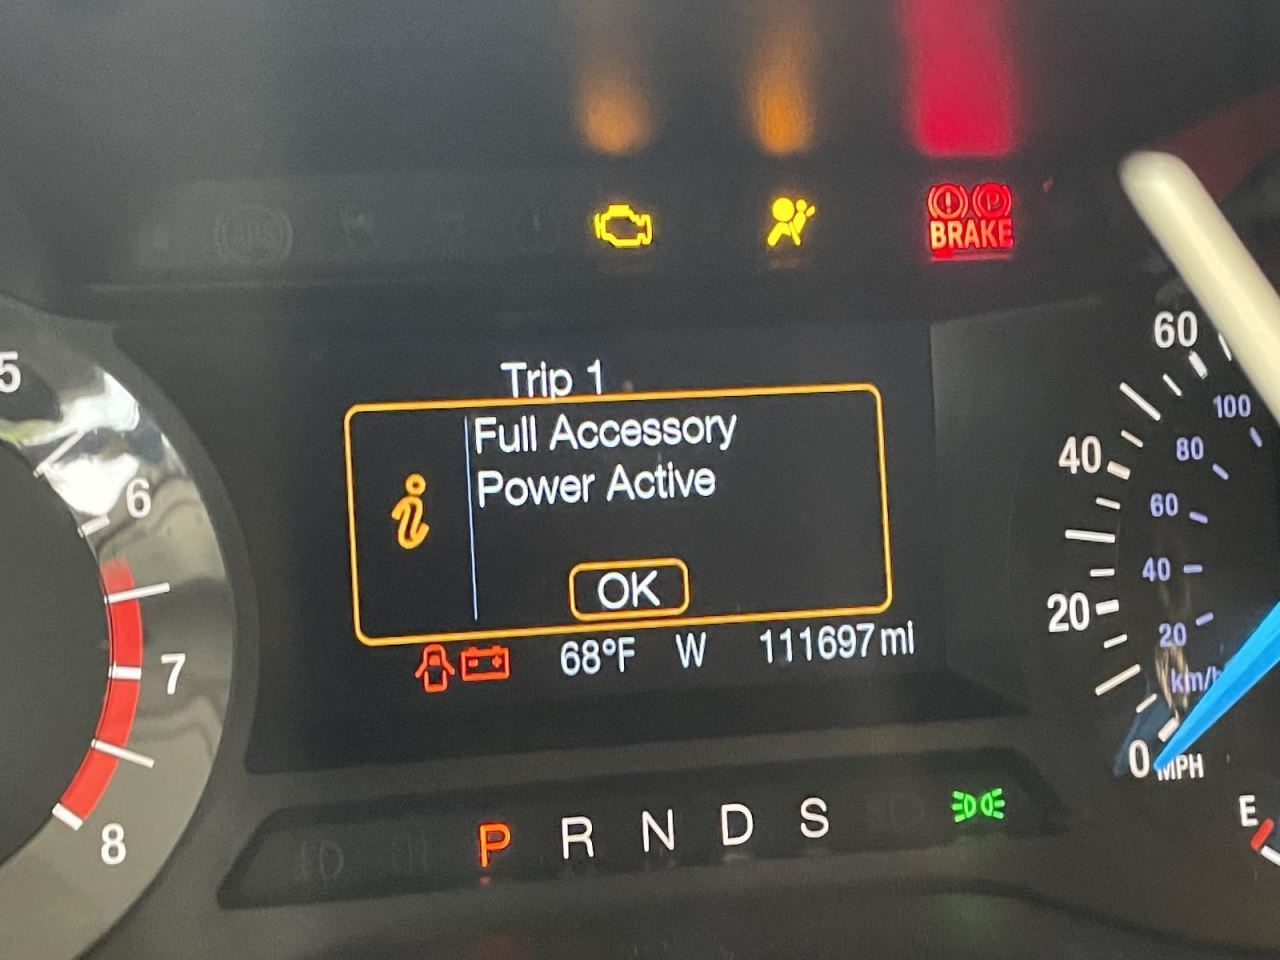 BRAKE
5
6
7
8
Trip 1
Full Accessory
Power Active
OK
68°F W 111697 mi
P R N D S
60
40
20
0 MPH
100
80
60
40
20
km/h
E